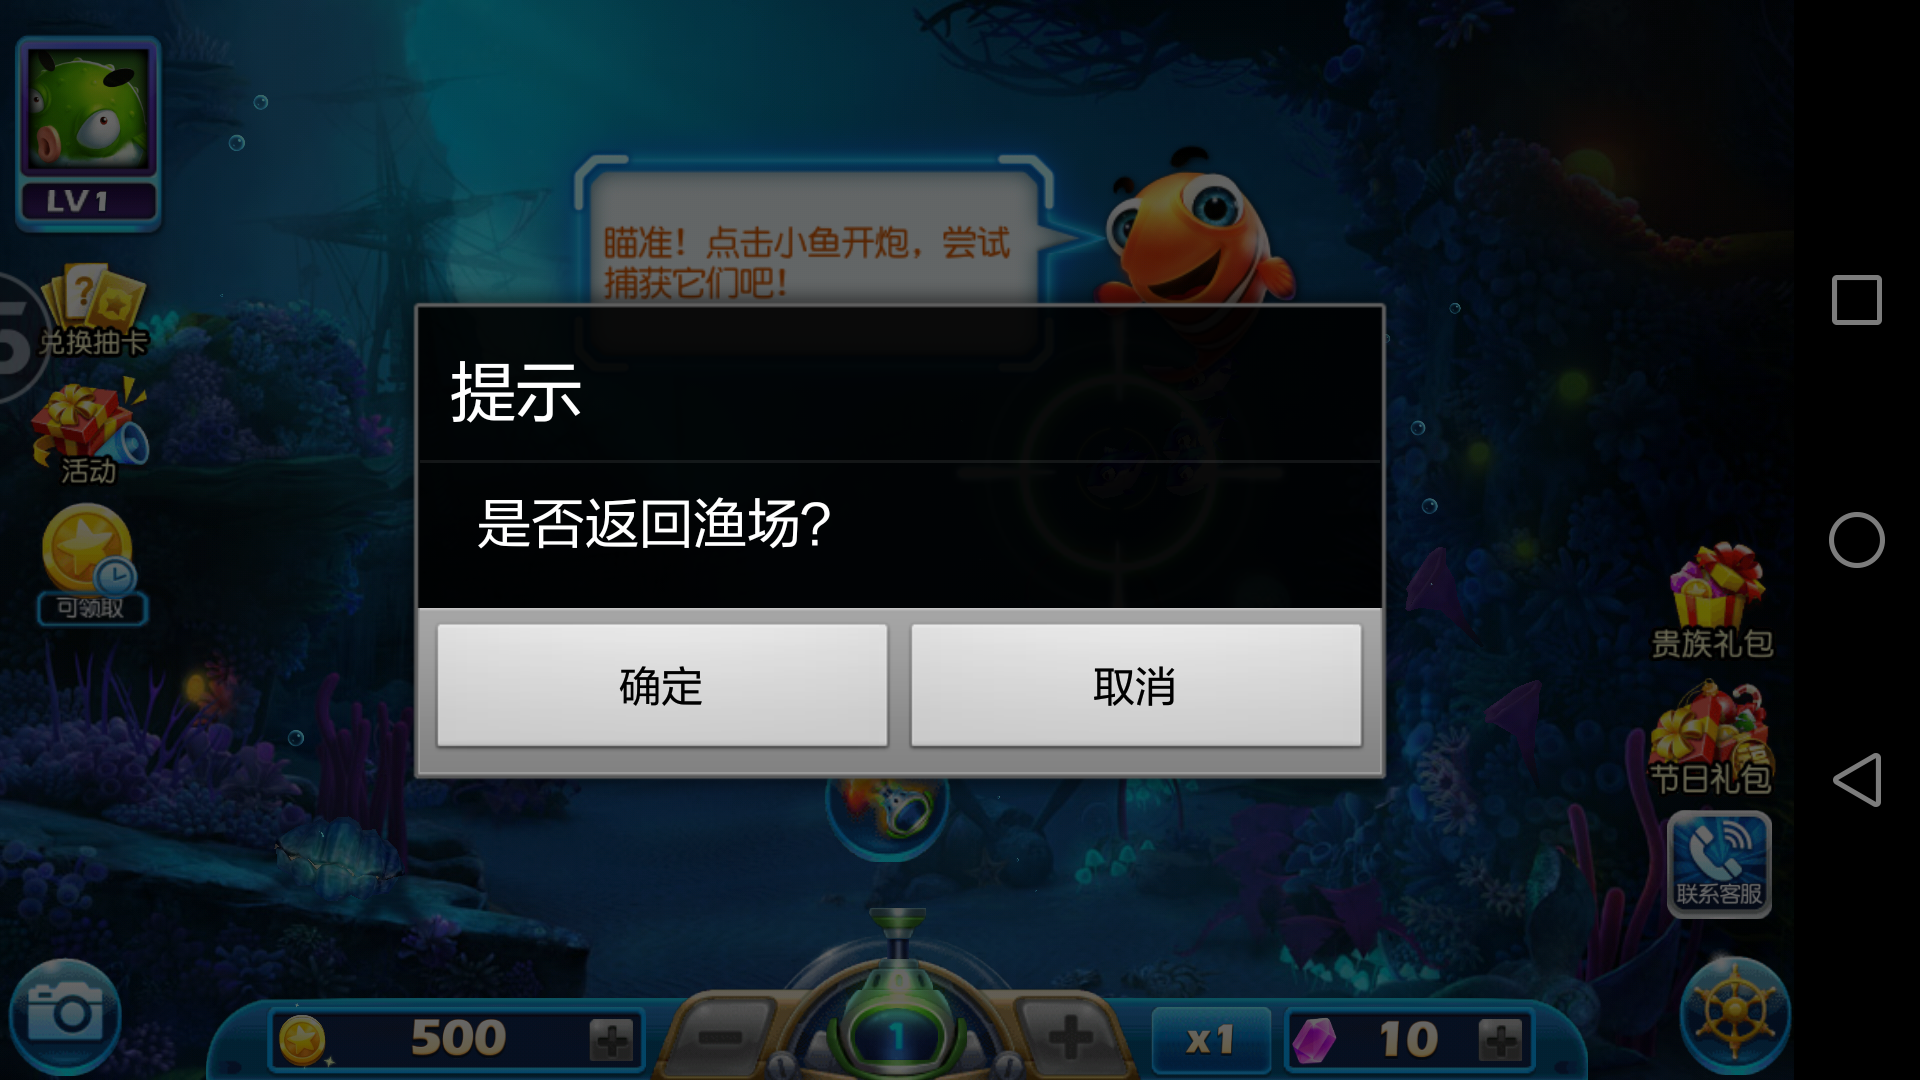 LV 1
瞄准！点击小鱼开炮，尝试
捕获它们吧！
兑换抽卡
提示
活动
是否返回渔场?
可领取
贵族礼包
确定
取消
节日礼包
联系客服
500
1
x1
10